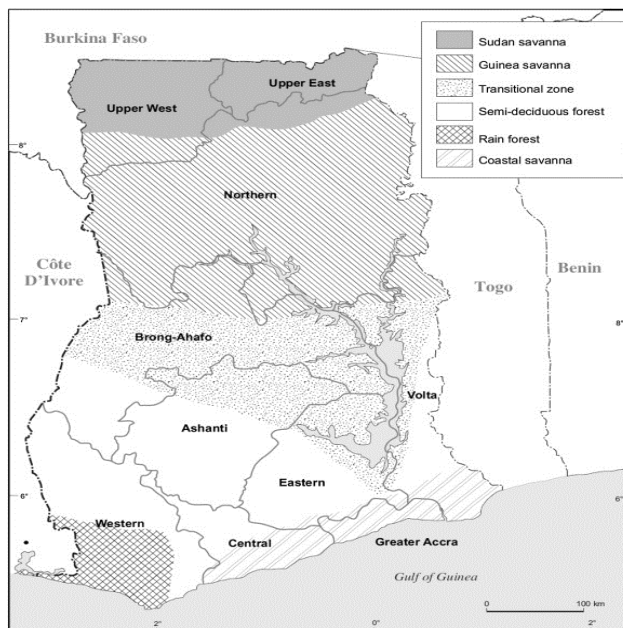 Burkina Faso
Sudan savanna
Guinea savanna
Transitional zone
Semi-deciduous forest
Rain forest
Coastal savanna
Upper East
Upper West
8°
Northern
Côte
D'Ivore
Togo
Benin
7°
8°
Brong-Ahafo
Volta
Ashanti
Eastern
6°
6°
Western
Central
Greater Accra
Gulf of Guinea
0
100 km
2°
0°
2°